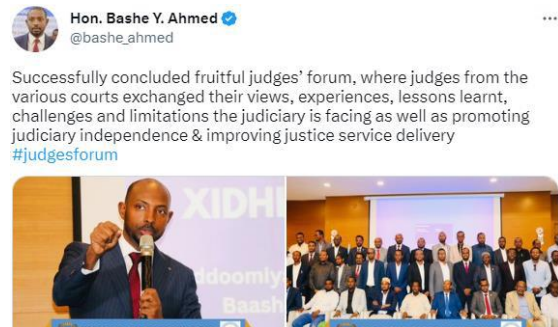 Hon. Bashe Y. Ahmed
@bashe_ahmed
Successfully concluded fruitful judges’ forum, where judges from the
various courts exchanged their views, experiences, lessons learnt,
challenges and limitations the judiciary is facing as well as promoting
judiciary independence & improving justice service delivery
#judgesforum
XIDHI
ddoomiy
Baash